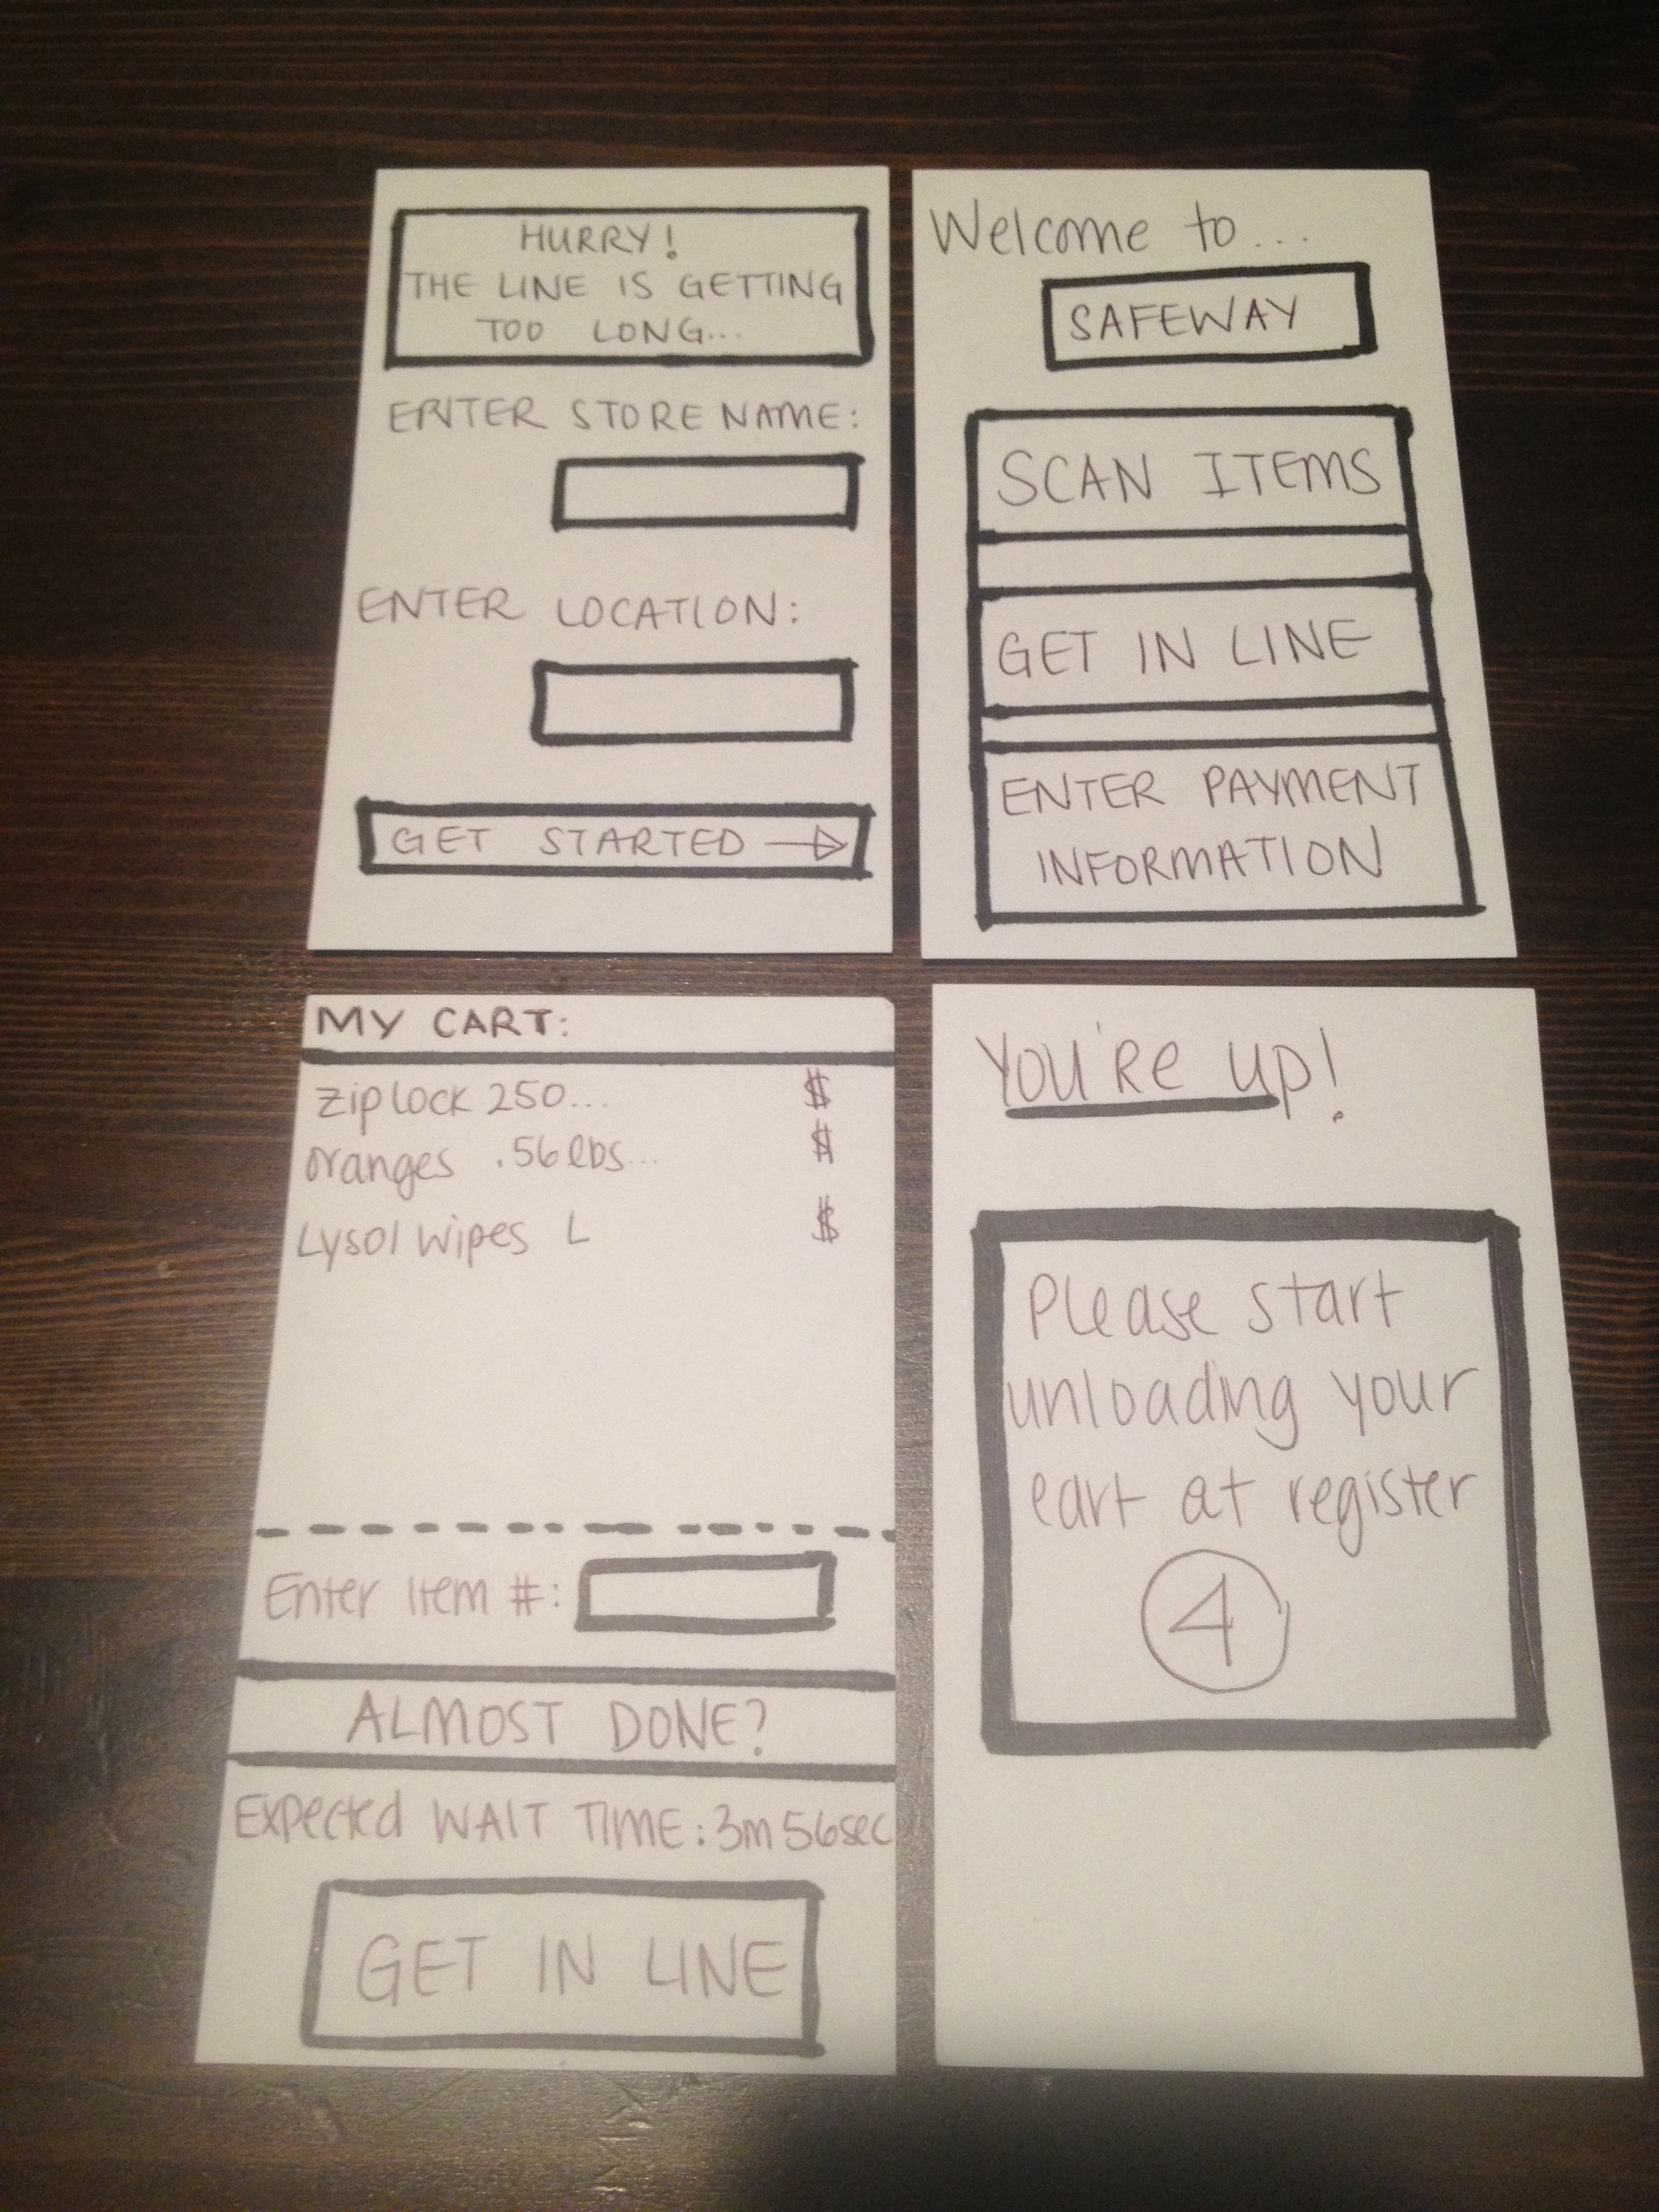 HURRY!
THE LINE IS GETTING
TOO LONG...
ENTER STORE NAME:
ENTER LOCATION:
GET STARTED
Welcome to...
SAFEWAY
SCAN ITEMS
GET IN LINE
ENTER PAYMENT
INFORMATION
MY CART:
Ziplock 250... $
oranges .56lbs... $
Lysol wipes L $
Enter Item #:
ALMOST DONE?
Expected WAIT TIME: 3m 56sec
GET IN LINE
You're up!
Please start
unloading your
cart at register
4